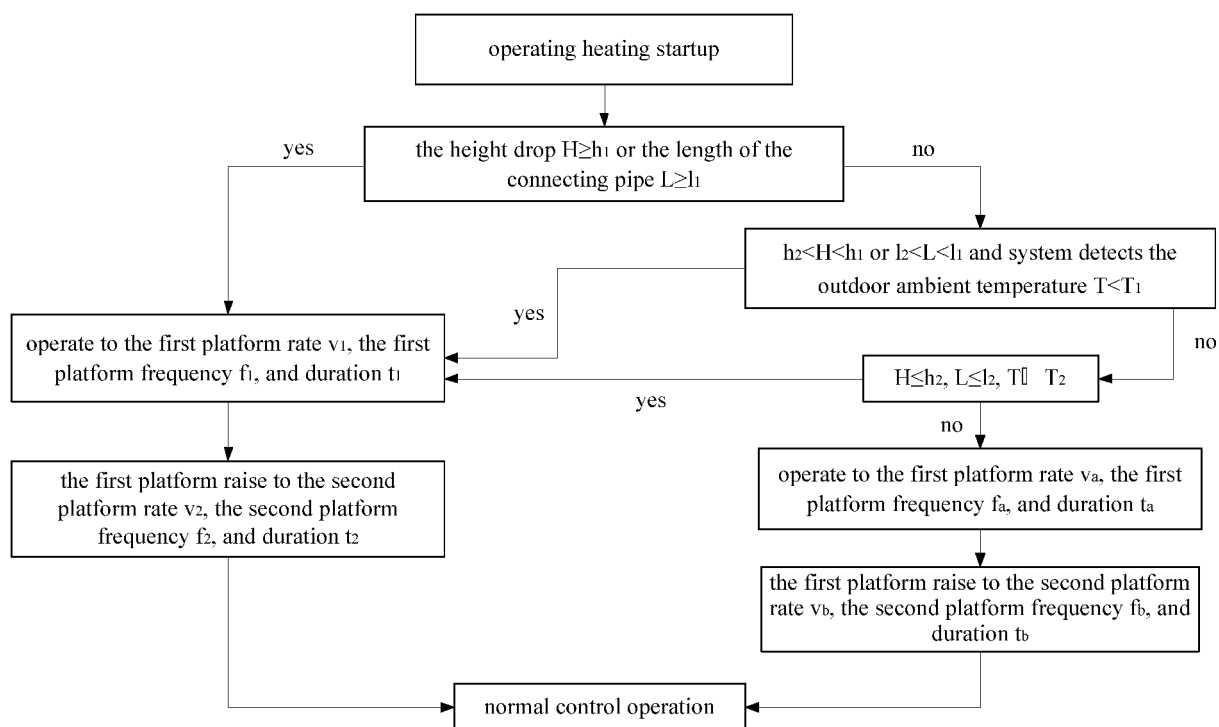 operating heating startup
yes
the height drop H≥h₁ or the length of the
connecting pipe L≥l₁
no
h₂<H<h₁ or l₂<L<l₁ and system detects the
outdoor ambient temperature T<T₁
yes
no
operate to the first platform rate v₁, the first
platform frequency f₁, and duration t₁
H≤h₂, L≤l₂, T T₂
yes
no
the first platform raise to the second
platform rate v₂, the second platform
frequency f₂, and duration t₂
operate to the first platform rate vₐ, the first
platform frequency fₐ, and duration tₐ
the first platform raise to the second platform
rate v_b, the second platform frequency f_b, and
duration t_b
normal control operation